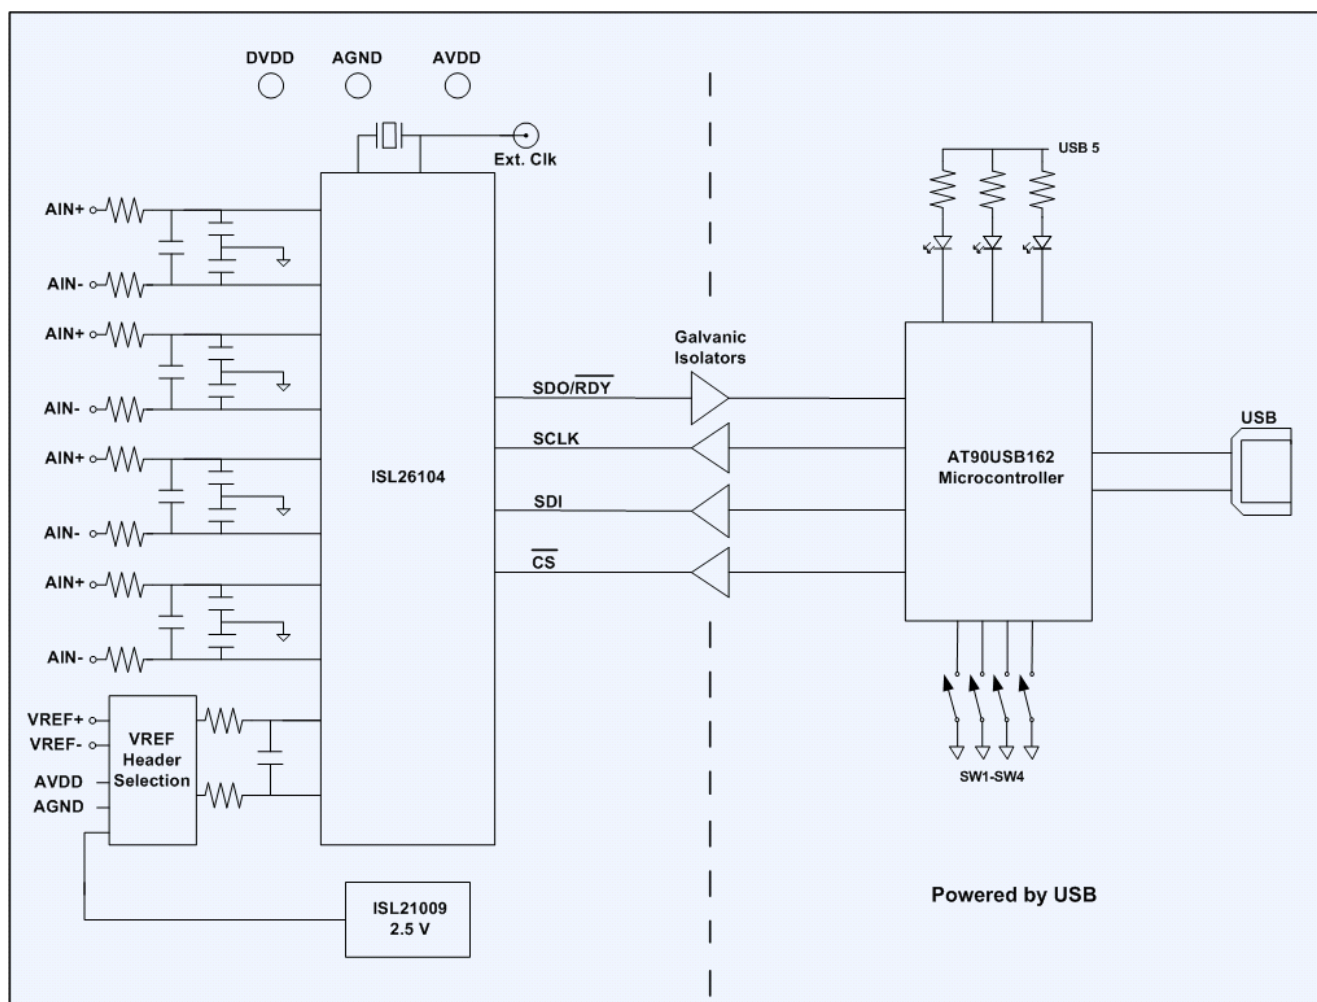 DVDD
AGND
AVDD
Ext. Clk
USB 5
AIN+
AIN-
AIN+
AIN-
AIN+
AIN-
AIN+
AIN-
ISL26104
Galvanic
Isolators
SDO/RDY
SCLK
SDI
CS
AT90USB162
Microcontroller
USB
VREF+
VREF-
AVDD
AGND
VREF
Header
Selection
SW1-SW4
ISL21009
2.5 V
Powered by USB